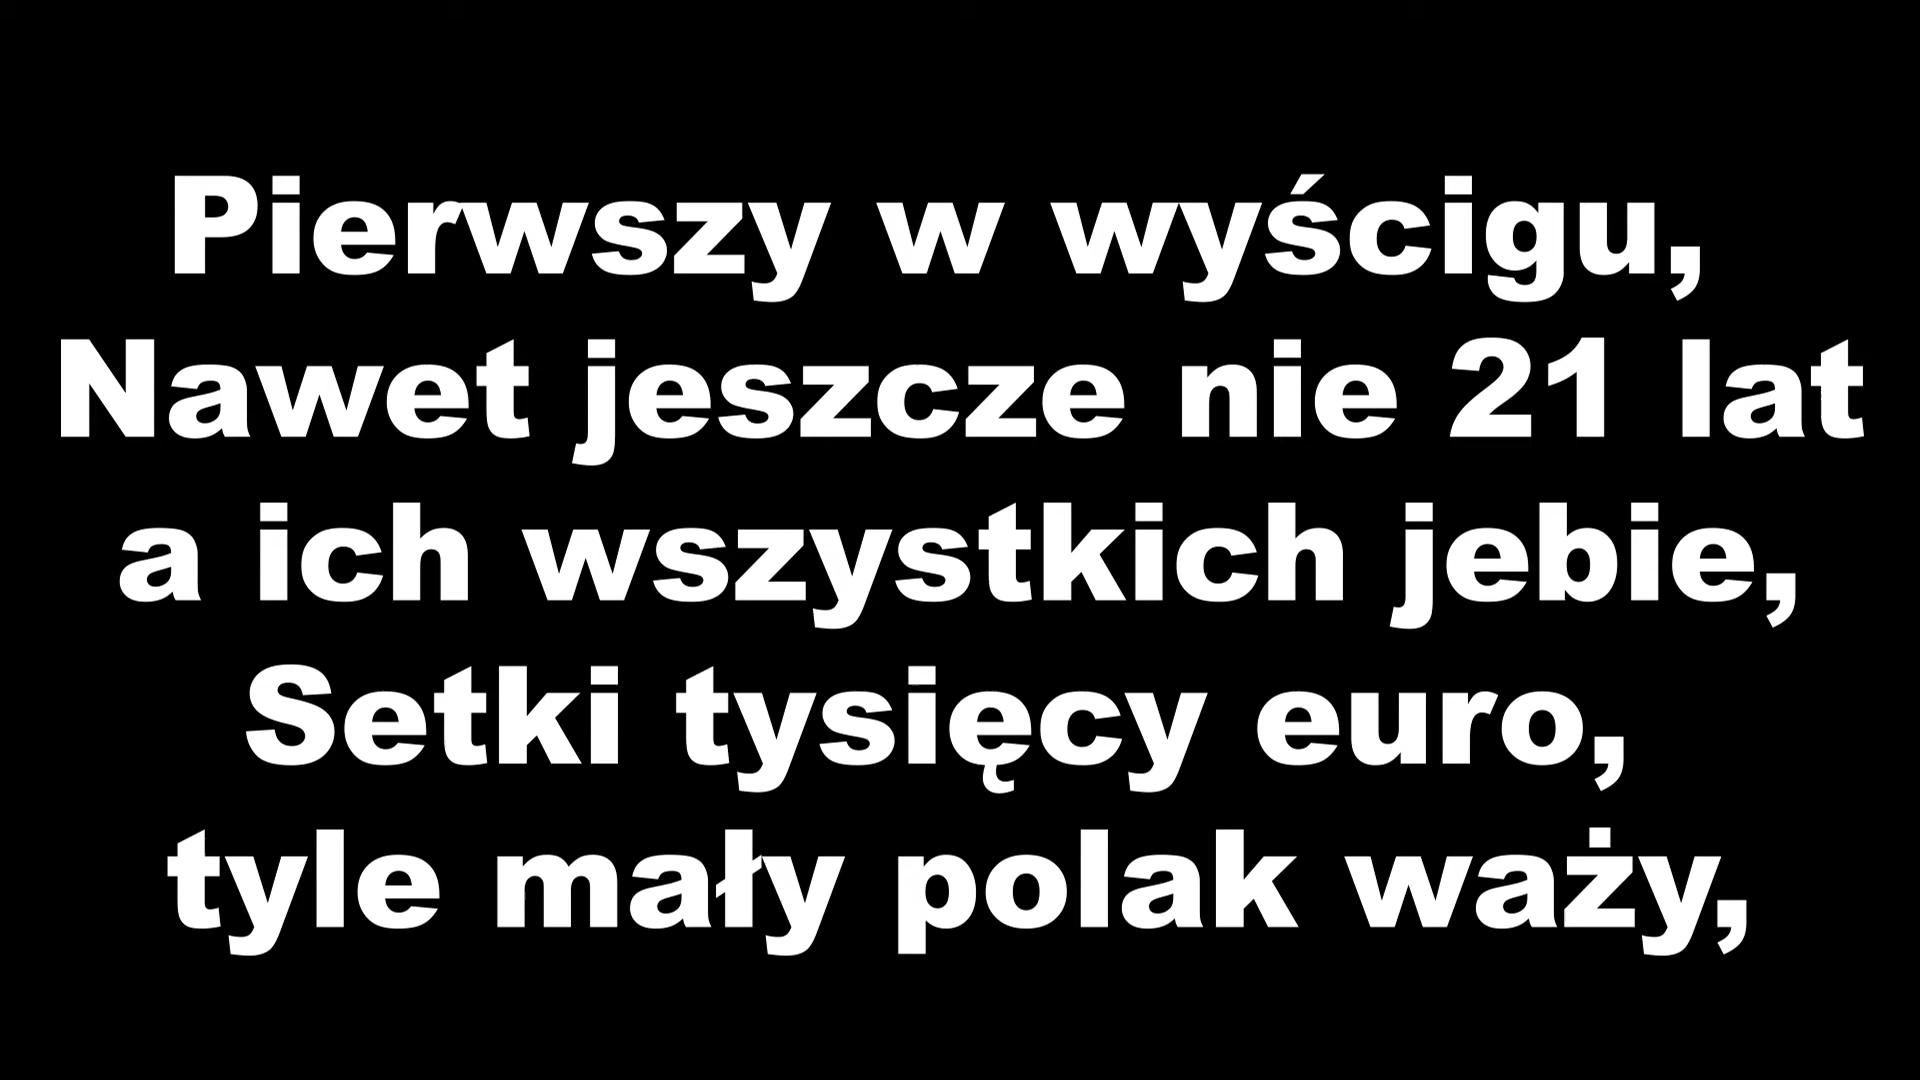 Pierwszy w wyścigu,
Nawet jeszcze nie 21 lat
a ich wszystkich jebie,
Setki tysięcy euro,
tyle mały polak waży,